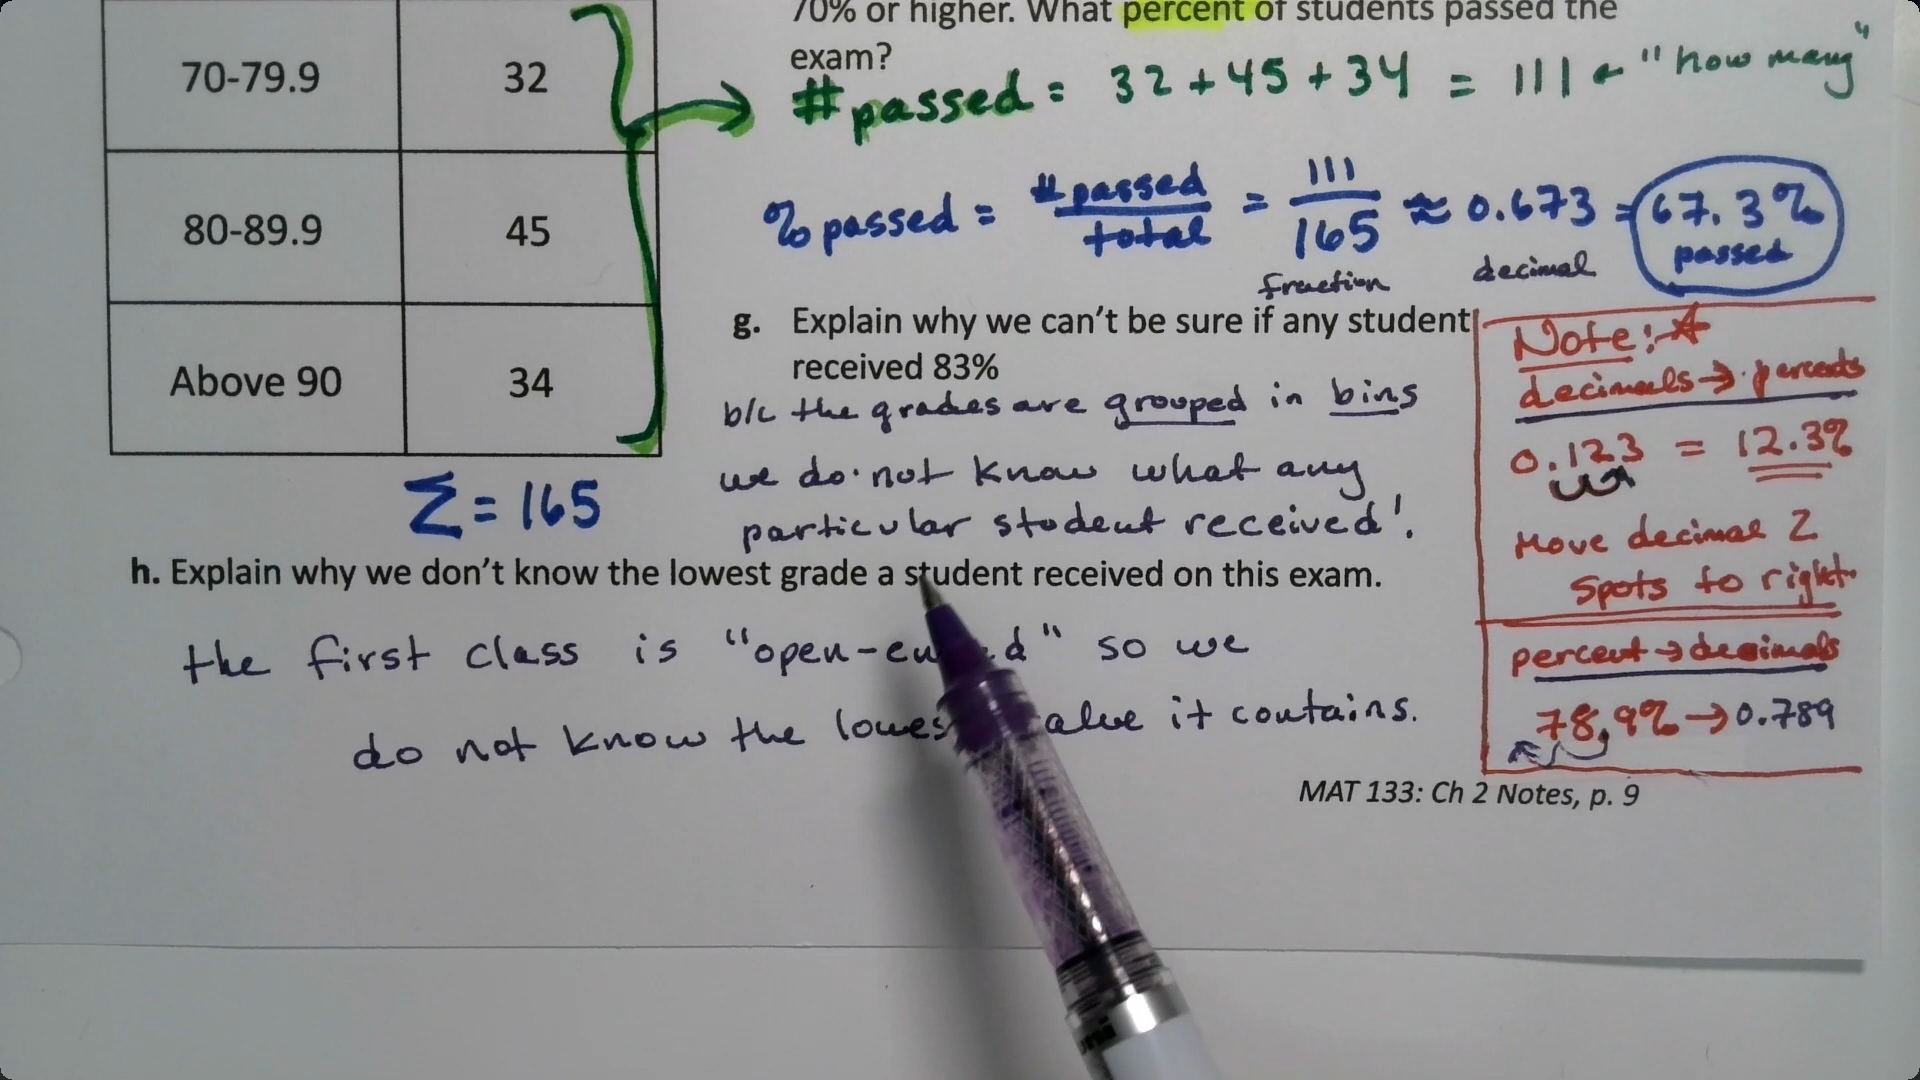 70% or higher. What percent of students passed the
exam?
70-79.9 32
#passed = 32 + 45 + 34 = 111 ← "how many"
80-89.9 45
% passed = # passed / total = 111 / 165 ≈ 0.673 = 67.3% passed
fraction decimal
Above 90 34
Σ = 165
g. Explain why we can't be sure if any student
received 83%
b/c the grades are grouped in bins
we do not know what any
particular student received!
Note:
decimals → percents
0.123 = 12.3%
Move decimal 2
spots to right
percent → decimals
78.9% → 0.789
h. Explain why we don't know the lowest grade a student received on this exam.
the first class is "open-en d" so we
do not know the lowes alue it contains.
MAT 133: Ch 2 Notes, p. 9